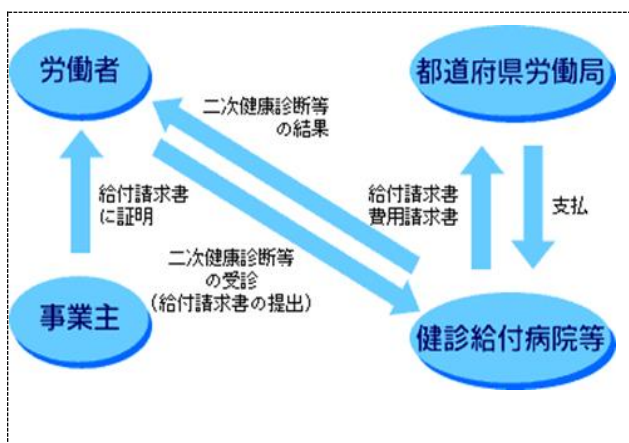 労働者
都道府県労働局
二次健康診断等
の結果
給付請求書
に証明
給付請求書
費用請求書
支払
二次健康診断等
の受診
(給付請求書の提出)
事業主
健診給付病院等